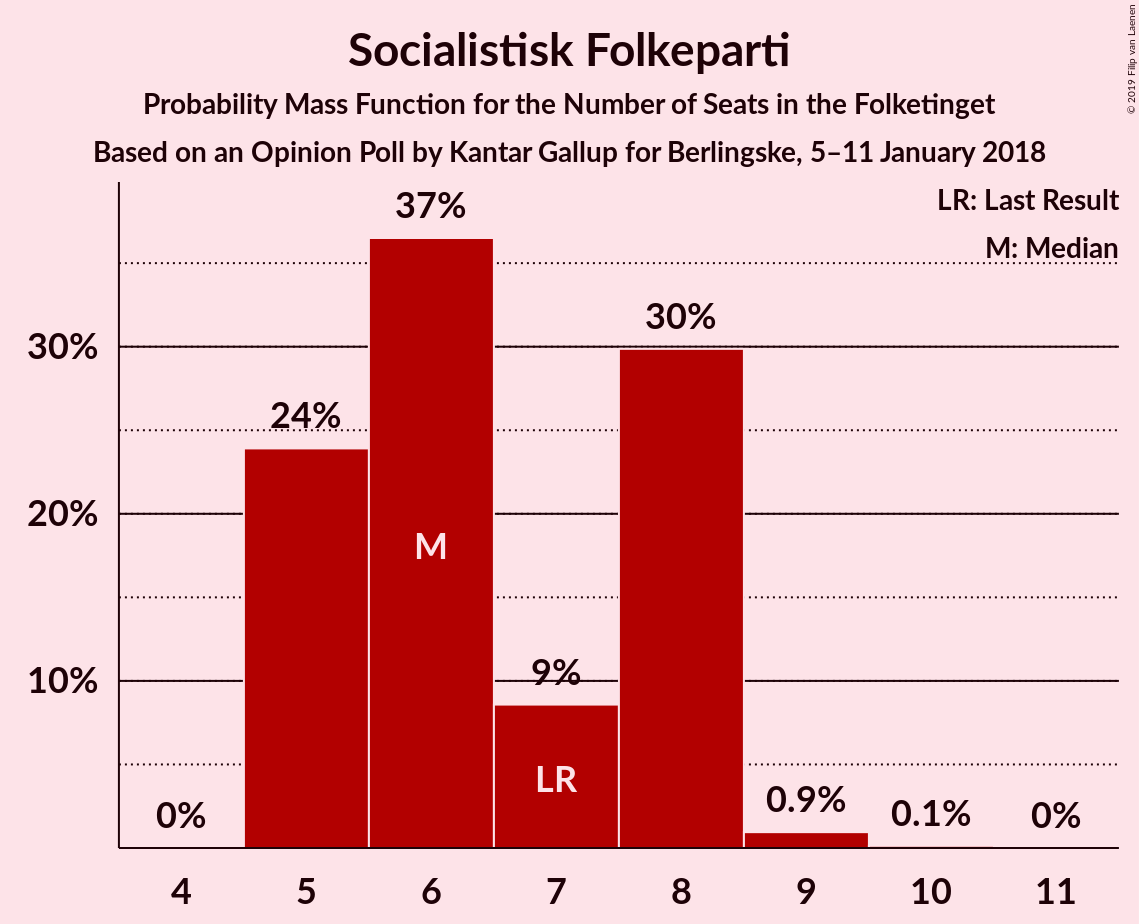 Socialistisk Folkeparti
Probability Mass Function for the Number of Seats in the Folketinget
Based on an Opinion Poll by Kantar Gallup for Berlingske, 5–11 January 2018
© 2019 Filip van Laenen
LR: Last Result
M: Median
37%
30%
30%
24%
20%
M
10%
9%
LR
0%
0.9%
0.1%
0%
4 5 6 7 8 9 10 11